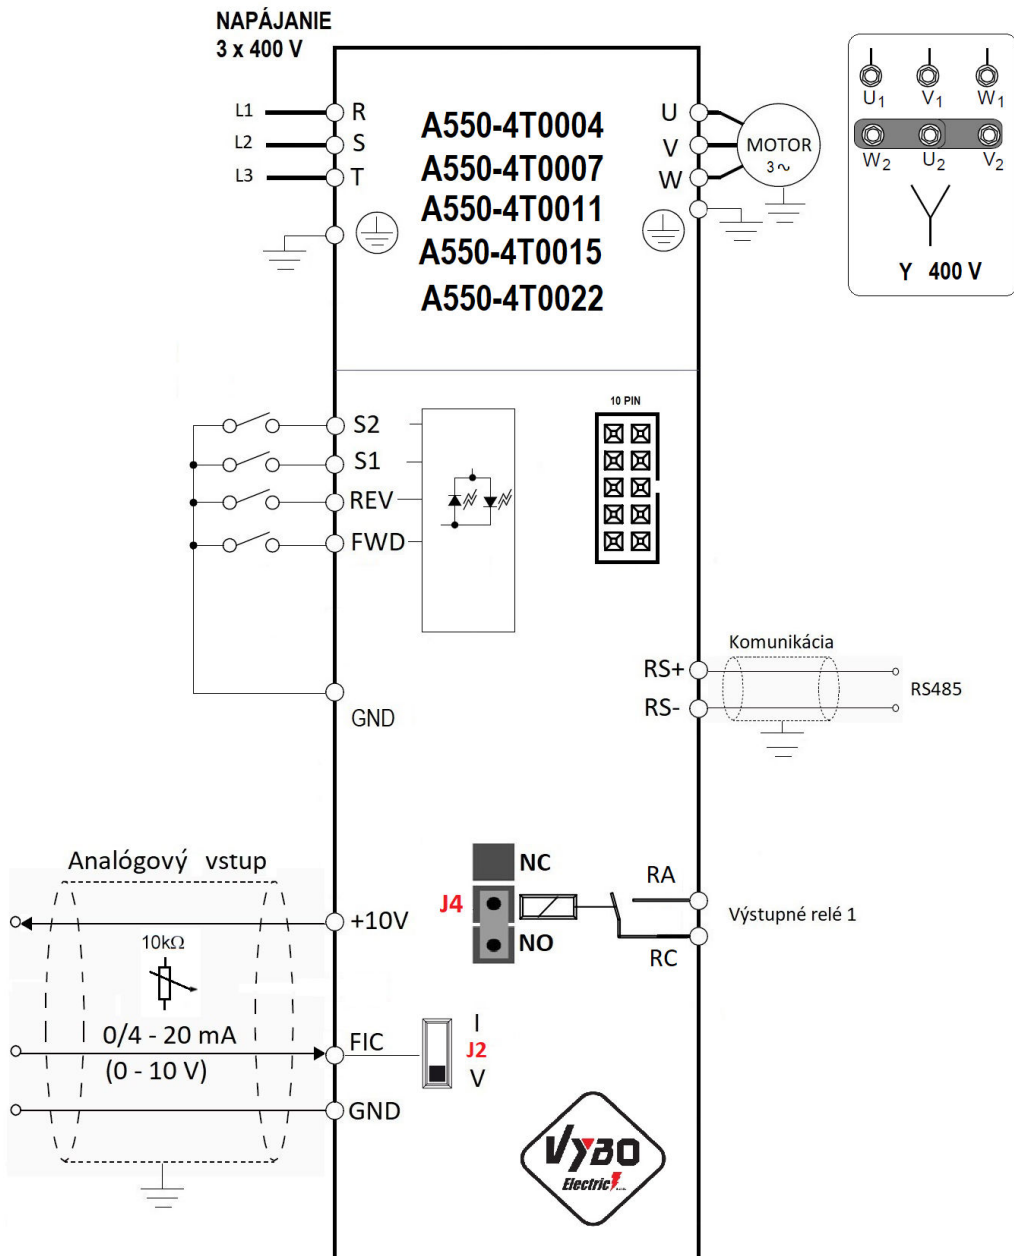 NAPÁJANIE
3 x 400 V
L1
R
L2
S
L3
T
A550-4T0004
A550-4T0007
A550-4T0011
A550-4T0015
A550-4T0022
U
V
W
MOTOR
3∿
U1 V1 W1
W2 U2 V2
Y 400 V
S2
S1
REV
FWD
GND
10 PIN
Komunikácia
RS+
RS-
RS485
Analógový vstup
+10V
10kΩ
0/4 - 20 mA
(0 - 10 V)
FIC
GND
I
J2
V
NC
J4
NO
RA
RC
Výstupné relé 1
VYBO
Electric